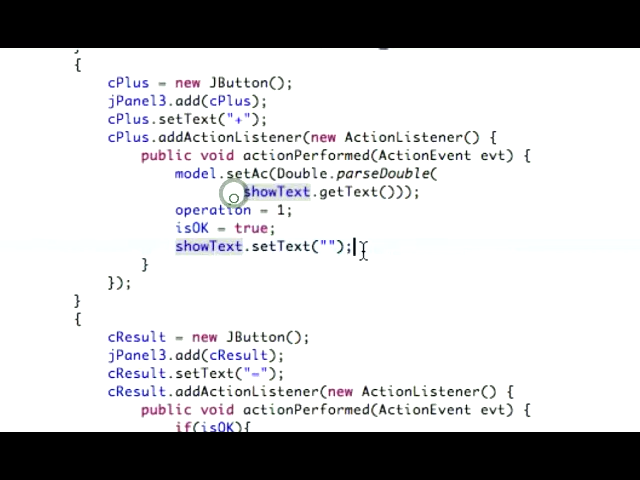 {
cPlus = new JButton();
jPanel3.add(cPlus);
cPlus.setText("+");
cPlus.addActionListener(new ActionListener() {
public void actionPerformed(ActionEvent evt) {
model.setAc(Double.parseDouble(
showText.getText()));
operation = 1;
isOK = true;
showText.setText("");
}
});
}
{
cResult = new JButton();
jPanel3.add(cResult);
cResult.setText("=");
cResult.addActionListener(new ActionListener() {
public void actionPerformed(ActionEvent evt) {
if(isOK){